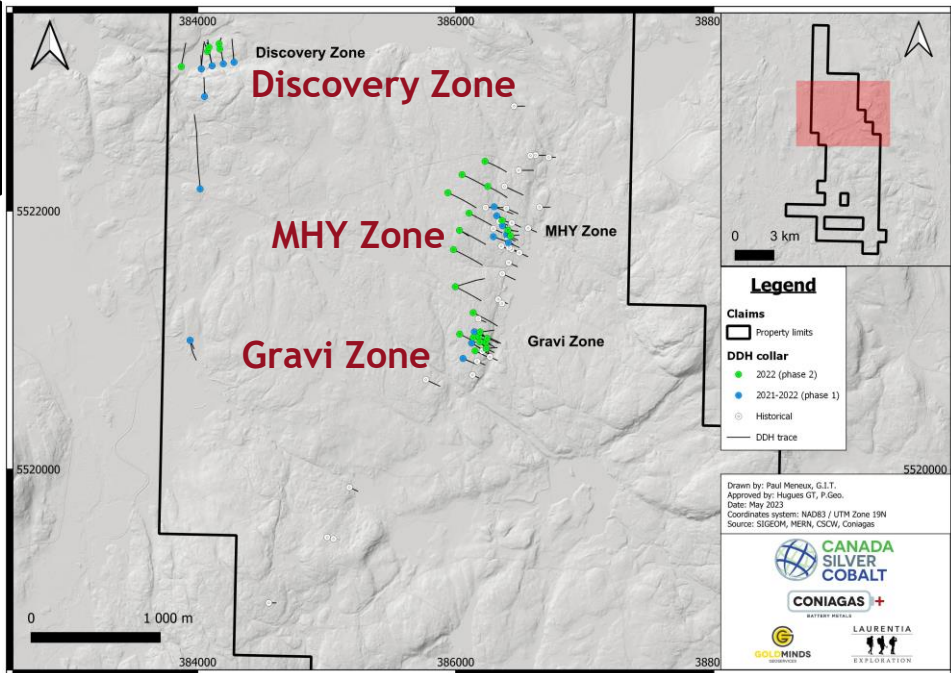 384000
386000
3880
Discovery Zone
Discovery Zone
5522000
MHY Zone
MHY Zone
Gravi Zone
Gravi Zone
5520000
5520000
0
1 000 m
384000
386000
3880
0
3 km
Legend
Claims
Property limits
DDH collar
2022 (phase 2)
2021-2022 (phase 1)
Historical
DDH trace
Drawn by: Paul Meneux, G.I.T.
Approved by: Hugues GT, P.Geo.
Date: May 2023
Coordinates system: NAD83 / UTM Zone 19N
Source: SIGEOM, MERN, CSCW, Coniagas
CANADA
SILVER
COBALT
CONIAGAS +
BATTERY METALS
GOLDMINDS
GEOSERVICES
LAURENTIA
EXPLORATION